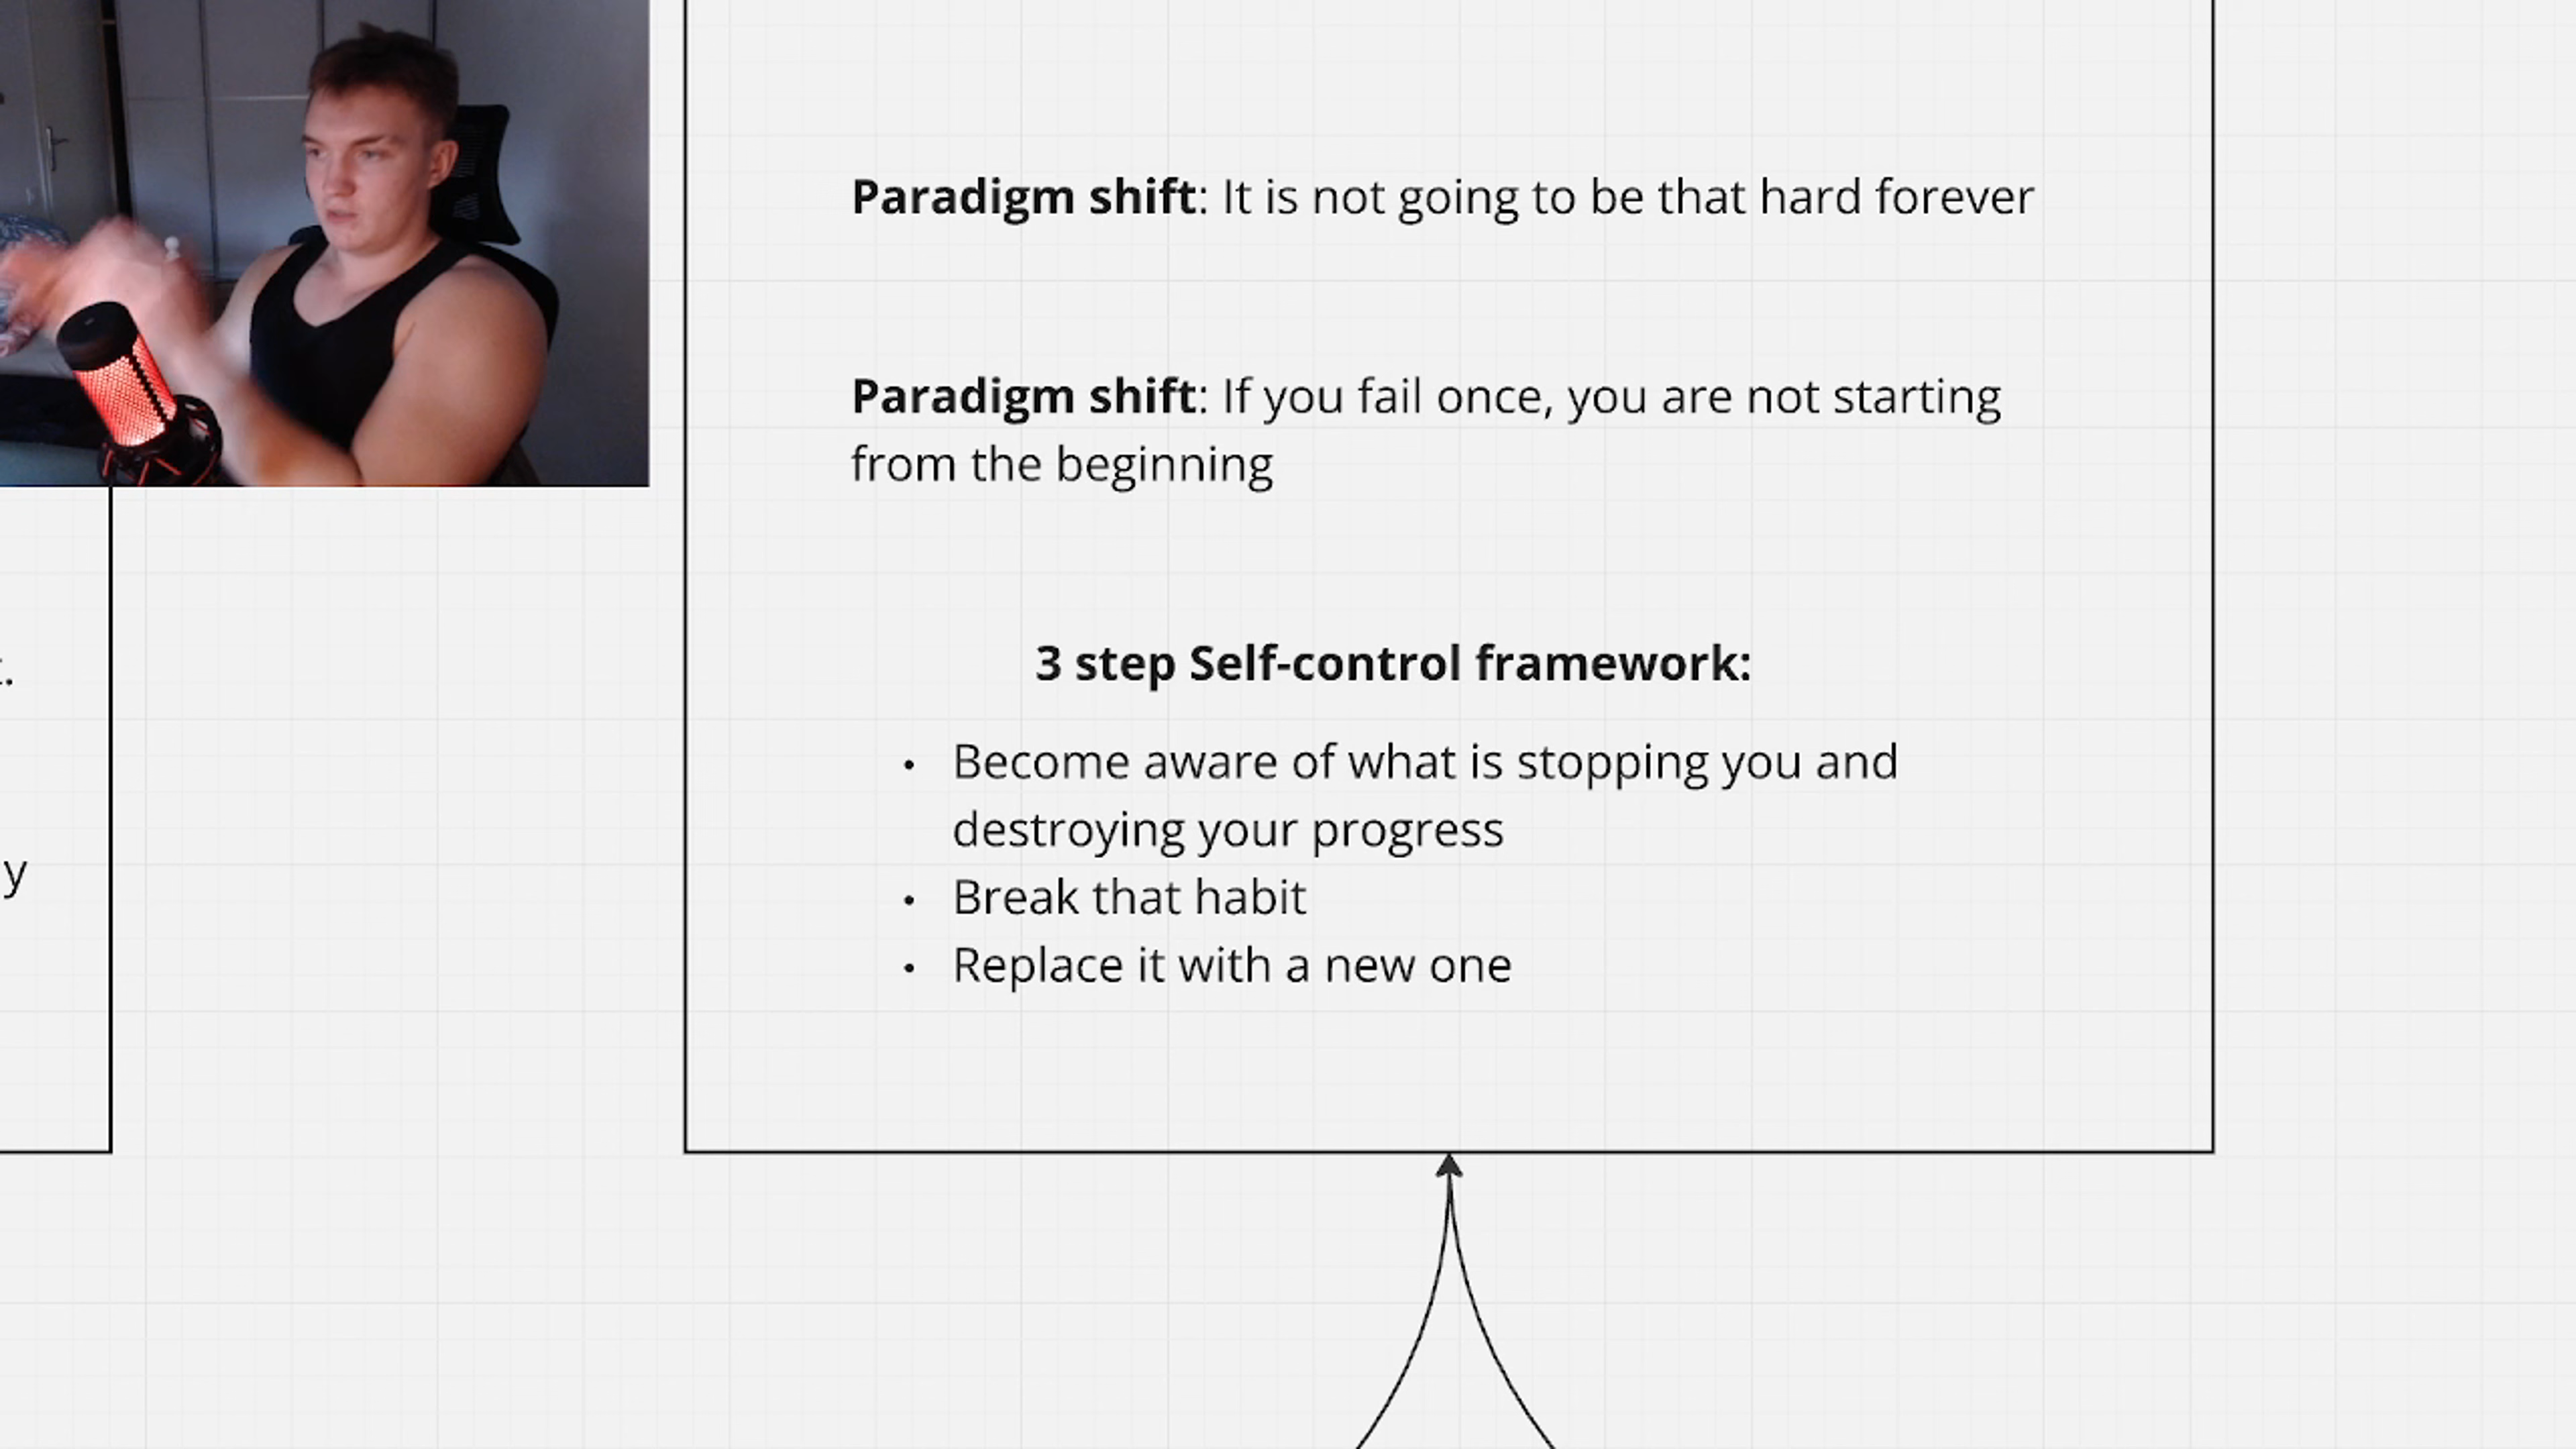 Paradigm shift: It is not going to be that hard forever
Paradigm shift: If you fail once, you are not starting
from the beginning
3 step Self-control framework:
• Become aware of what is stopping you and
destroying your progress
• Break that habit
• Replace it with a new one
y